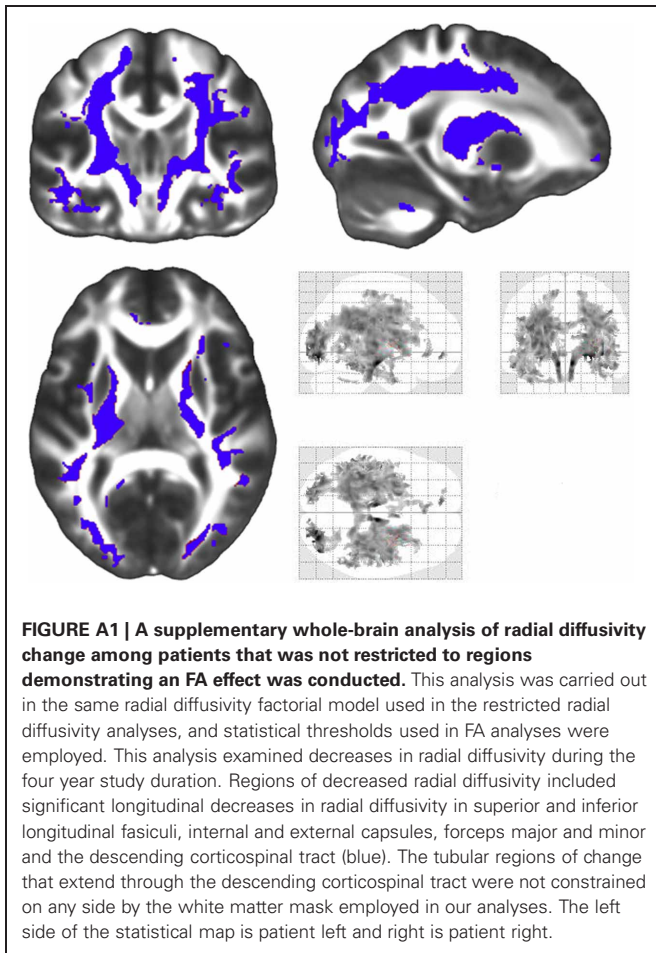 FIGURE A1 | A supplementary whole-brain analysis of radial diffusivity
change among patients that was not restricted to regions
demonstrating an FA effect was conducted. This analysis was carried out
in the same radial diffusivity factorial model used in the restricted radial
diffusivity analyses, and statistical thresholds used in FA analyses were
employed. This analysis examined decreases in radial diffusivity during the
four year study duration. Regions of decreased radial diffusivity included
significant longitudinal decreases in radial diffusivity in superior and inferior
longitudinal fasiculi, internal and external capsules, forceps major and minor
and the descending corticospinal tract (blue). The tubular regions of change
that extend through the descending corticospinal tract were not constrained
on any side by the white matter mask employed in our analyses. The left
side of the statistical map is patient left and right is patient right.